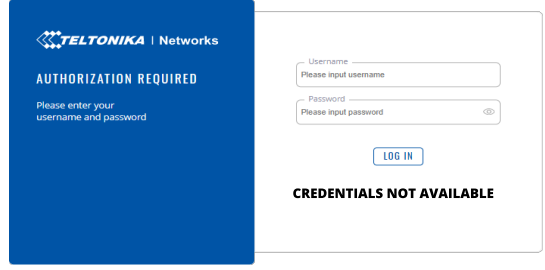 TELTONIKA | Networks
AUTHORIZATION REQUIRED
Please enter your
username and password
Username
Please input username
Password
Please input password
LOG IN
CREDENTIALS NOT AVAILABLE